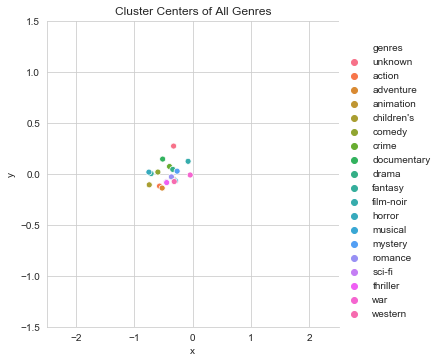 Cluster Centers of All Genres
1.5
1.0
0.5
0.0
−0.5
−1.0
−1.5
y
−2
−1
0
1
2
x
genres
unknown
action
adventure
animation
children's
comedy
crime
documentary
drama
fantasy
film-noir
horror
musical
mystery
romance
sci-fi
thriller
war
western